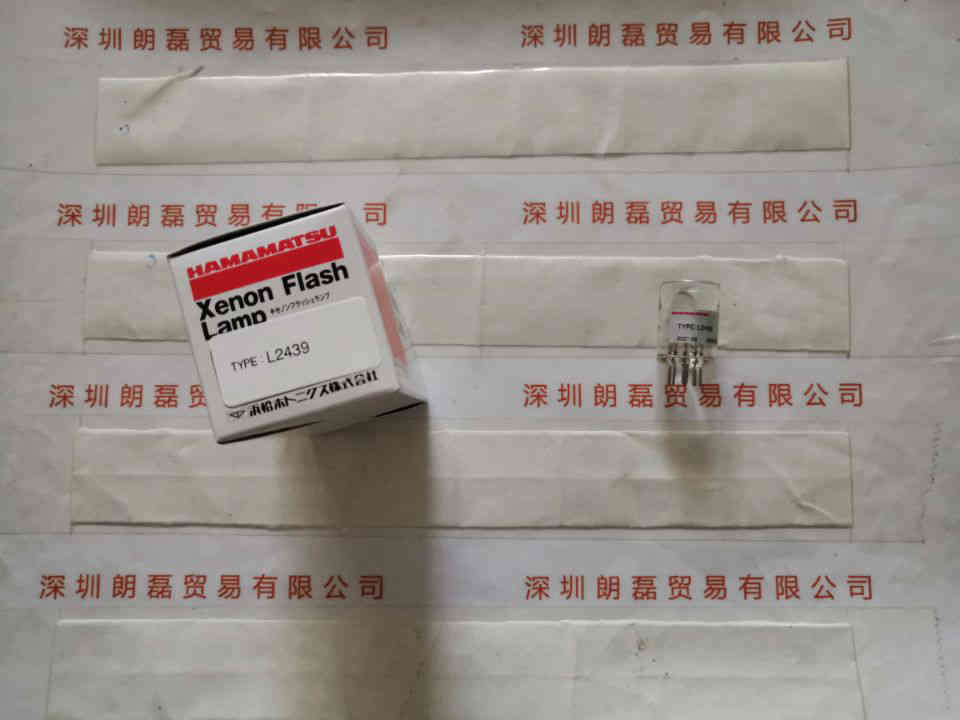 深圳朗磊贸易有限公司
深圳朗磊贸易有限公司
深圳朗磊贸易有限公司
深圳朗磊贸易有限公司
HAMAMATSU
Xenon Flash
Lamp キセノンフラッシュランプ
TYPE : L2439
浜松ホトニクス株式会社
TYPE L2439
深圳朗磊贸
深圳朗磊贸易有限公司
深圳朗磊贸易有限公司
深圳朗磊贸易有限公司